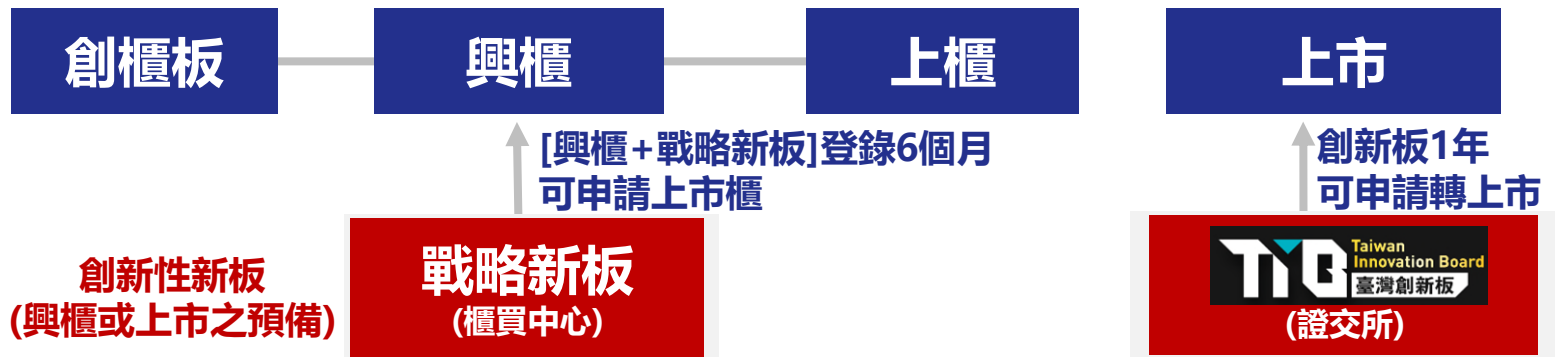 創櫃板
興櫃
上櫃
上市
[興櫃+戰略新板]登錄6個月
可申請上市櫃
創新板1年
可申請轉上市
創新性新板
(興櫃或上市之預備)
戰略新板
(櫃買中心)
TIB
Taiwan
Innovation Board
臺灣創新板
(證交所)